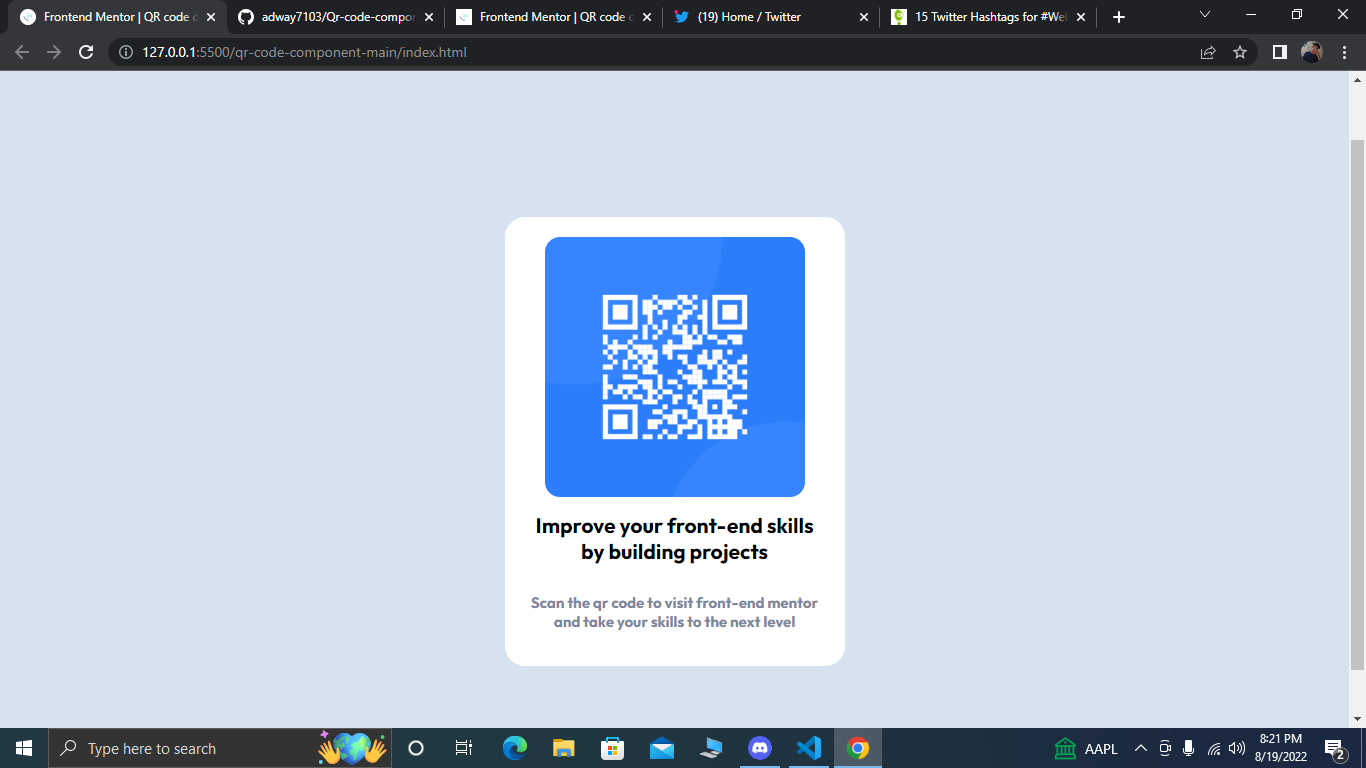 Frontend Mentor | QR code c
adway7103/Qr-code-compor
Frontend Mentor | QR code c
(19) Home / Twitter
15 Twitter Hashtags for #Wel
127.0.0.1:5500/qr-code-component-main/index.html
Improve your front-end skills
by building projects
Scan the qr code to visit front-end mentor
and take your skills to the next level
Type here to search
AAPL
8:21 PM
8/19/2022
2